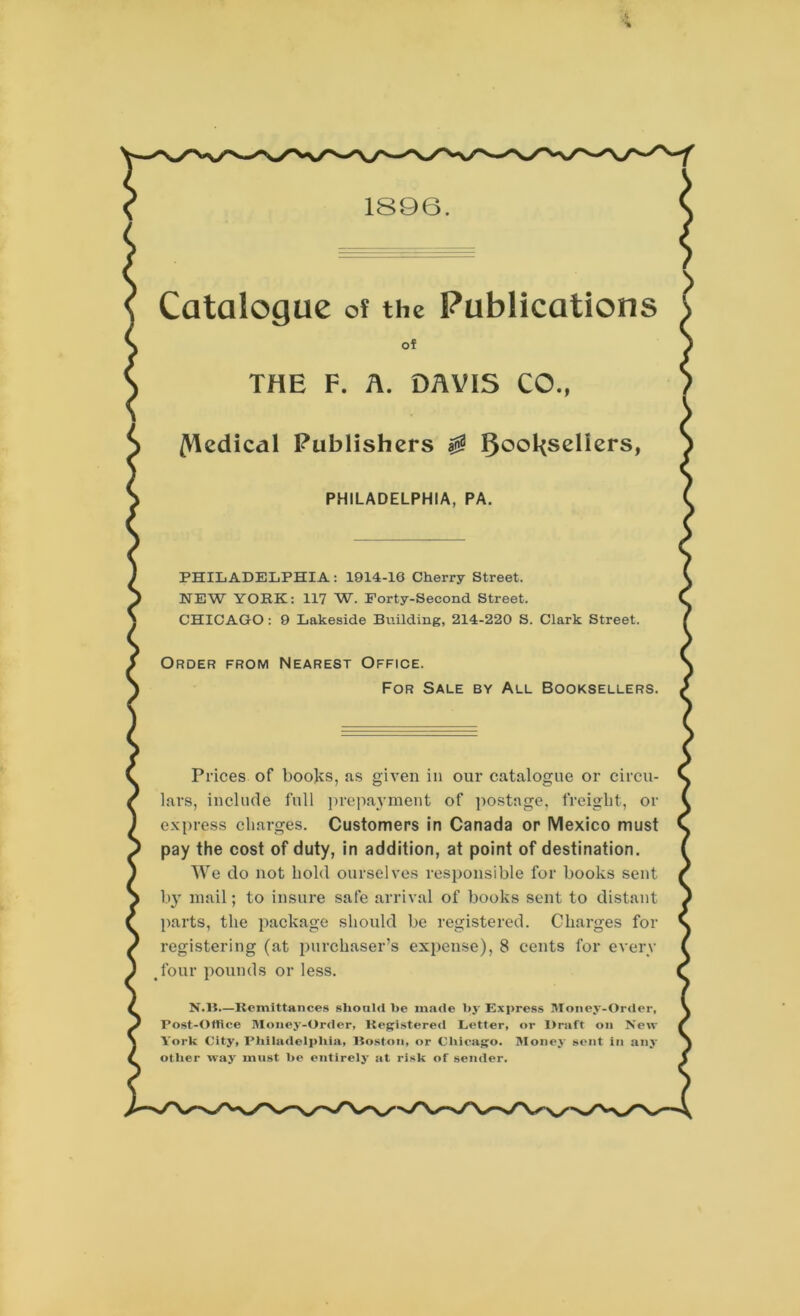 1896.
Catalogue of the Publications
of
THE F. A. DAVIS CO.,
Medical Publishers and Booksellers,
PHILADELPHIA, PA.
PHILADELPHIA: 1914-16 Cherry Street.
NEW YORK: 117 W. Forty-Second Street.
CHICAGO: 9 Lakeside Building, 214-220 S. Clark Street.
ORDER FROM NEAREST OFFICE.
FOR SALE BY ALL BOOKSELLERS.
Prices of books, as given in our catalogue or circu-
lars, include full prepayment of postage, freight, or
express charges. Customers in Canada or Mexico must
pay the cost of duty, in addition, at point of destination.
We do not hold ourselves responsible for books sent
by mail; to insure safe arrival of books sent to distant
parts, the package should be registered. Charges for
registering (at purchaser's expense), 8 cents for every
four pounds or less.
N.B.—Remittances should be made by Express Money-Order,
Post-Office Money-Order, Registered Letter, or Draft on New
York City, Philadelphia, Boston, or Chicago. Money sent in any
other way must be entirely at risk of sender.